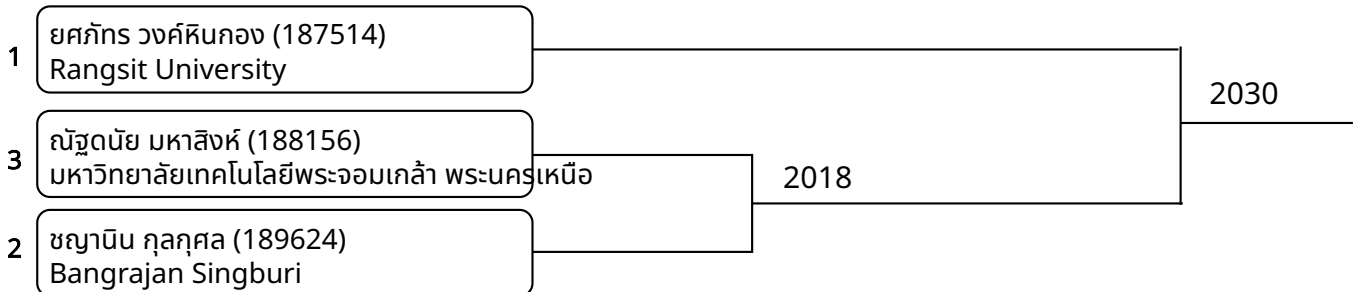 1
ยศภัทร วงค์หินกอง (187514)
Rangsit University
2030
3
ณัฐดนัย มหาสิงห์ (188156)
มหาวิทยาลัยเทคโนโลยีพระจอมเกล้า พระนครเหนือ
2018
2
ชญานิน กุลกุศล (189624)
Bangrajan Singburi